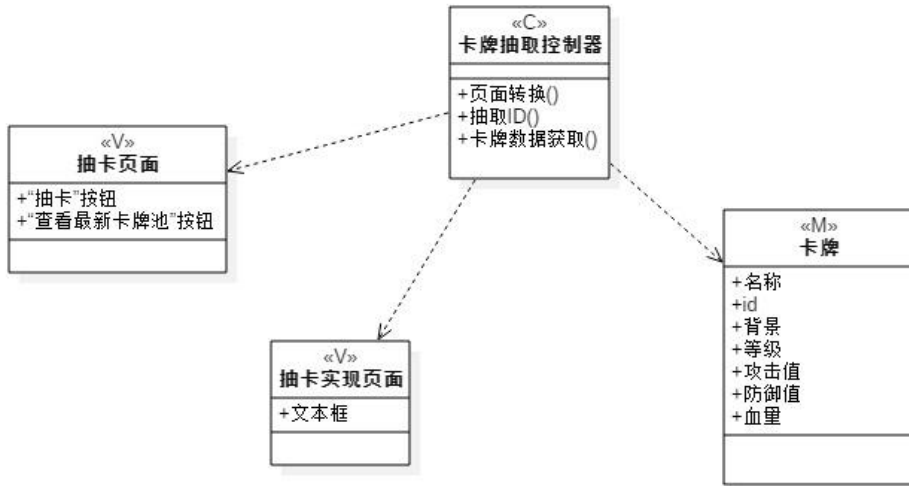 «C»
卡牌抽取控制器
+页面转换()
+抽取ID()
+卡牌数据获取()
«V»
抽卡页面
+“抽卡”按钮
+“查看最新卡牌池”按钮
«V»
抽卡实现页面
+文本框
«M»
卡牌
+名称
+id
+背景
+等级
+攻击值
+防御值
+血量